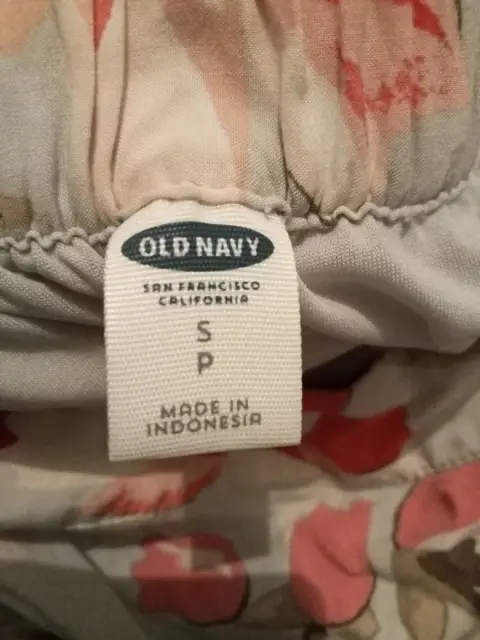 OLD NAVY
SAN FRANCISCO
CALIFORNIA
S
P
MADE IN
INDONESIA